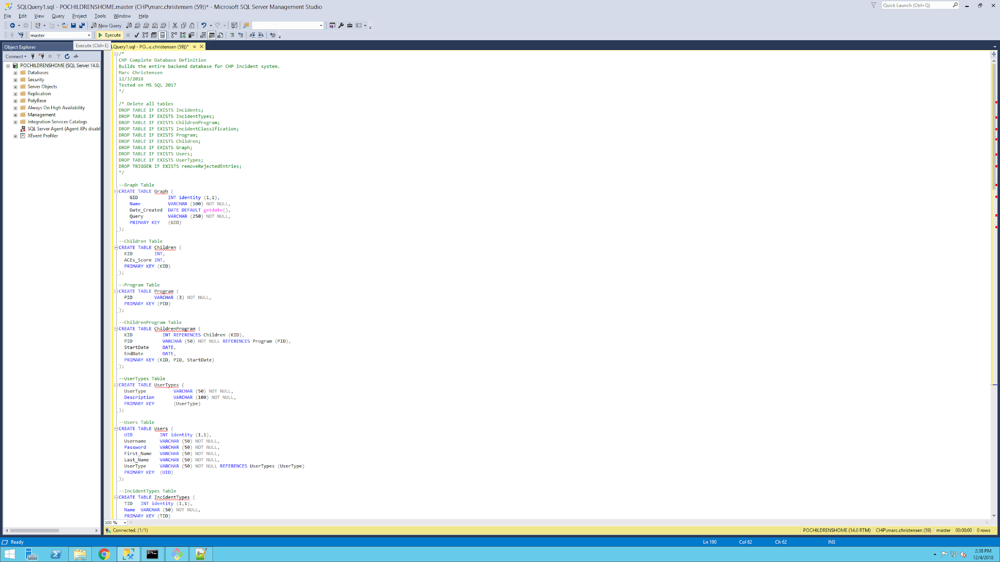 SQLQuery1.sql - POCHILDRENSHOME.master (CHP\marc.christensen (59))* - Microsoft SQL Server Management Studio
Quick Launch (Ctrl+Q)
File Edit View Query Project Tools Window Help
New Query
master
Execute
Object Explorer
Execute (Ctrl+E)
LQuery1.sql - PO...c.christensen (59))*
Connect
POCHILDRENSHOME (SQL Server 14.0.
Databases
Security
Server Objects
Replication
PolyBase
Always On High Availability
Management
Integration Services Catalogs
SQL Server Agent (Agent XPs disabl
XEvent Profiler
/*
CHP Complete Database Definition
Builds the entire backend database for CHP Incident system.
Marc Christensen
12/3/2018
Tested on MS SQL 2017
*/
/* Delete all tables
DROP TABLE IF EXISTS Incidents;
DROP TABLE IF EXISTS IncidentTypes;
DROP TABLE IF EXISTS ChildrenProgram;
DROP TABLE IF EXISTS IncidentClassification;
DROP TABLE IF EXISTS Program;
DROP TABLE IF EXISTS Children;
DROP TABLE IF EXISTS Graph;
DROP TABLE IF EXISTS Users;
DROP TABLE IF EXISTS UserTypes;
DROP TRIGGER IF EXISTS removeRejectedEntries;
*/
--Graph Table
CREATE TABLE Graph (
GID INT identity (1,1),
Name VARCHAR (100) NOT NULL,
Date_Created DATE DEFAULT getdate(),
Query VARCHAR (250) NOT NULL,
PRIMARY KEY (GID)
);
--Children Table
CREATE TABLE Children (
KID INT,
ACEs_Score INT,
PRIMARY KEY (KID)
);
--Program Table
CREATE TABLE Program (
PID VARCHAR (3) NOT NULL,
PRIMARY KEY (PID)
);
--ChildrenProgram Table
CREATE TABLE ChildrenProgram (
KID INT REFERENCES Children (KID),
PID VARCHAR (50) NOT NULL REFERENCES Program (PID),
StartDate DATE,
EndDate DATE,
PRIMARY KEY (KID, PID, StartDate)
);
--UserTypes Table
CREATE TABLE UserTypes (
UserType VARCHAR (50) NOT NULL,
Description VARCHAR (100) NOT NULL,
PRIMARY KEY (UserType)
);
--Users Table
CREATE TABLE Users (
UID INT identity (1,1),
Username VARCHAR (50) NOT NULL,
Password VARCHAR (50) NOT NULL,
First_Name VARCHAR (50) NOT NULL,
Last_Name VARCHAR (50) NOT NULL,
UserType VARCHAR (50) NOT NULL REFERENCES UserTypes (UserType)
PRIMARY KEY (UID)
);
--IncidentTypes Table
CREATE TABLE IncidentTypes (
TID INT identity (1,1),
Name VARCHAR (50) NOT NULL,
PRIMARY KEY (TID)
100 %
Connected. (1/1)
POCHILDRENSHOME (14.0 RTM) CHP\marc.christensen (59) master 00:00:00 0 rows
Ready
Ln 190 Col 62 Ch 62 INS
2:38 PM
12/4/2018